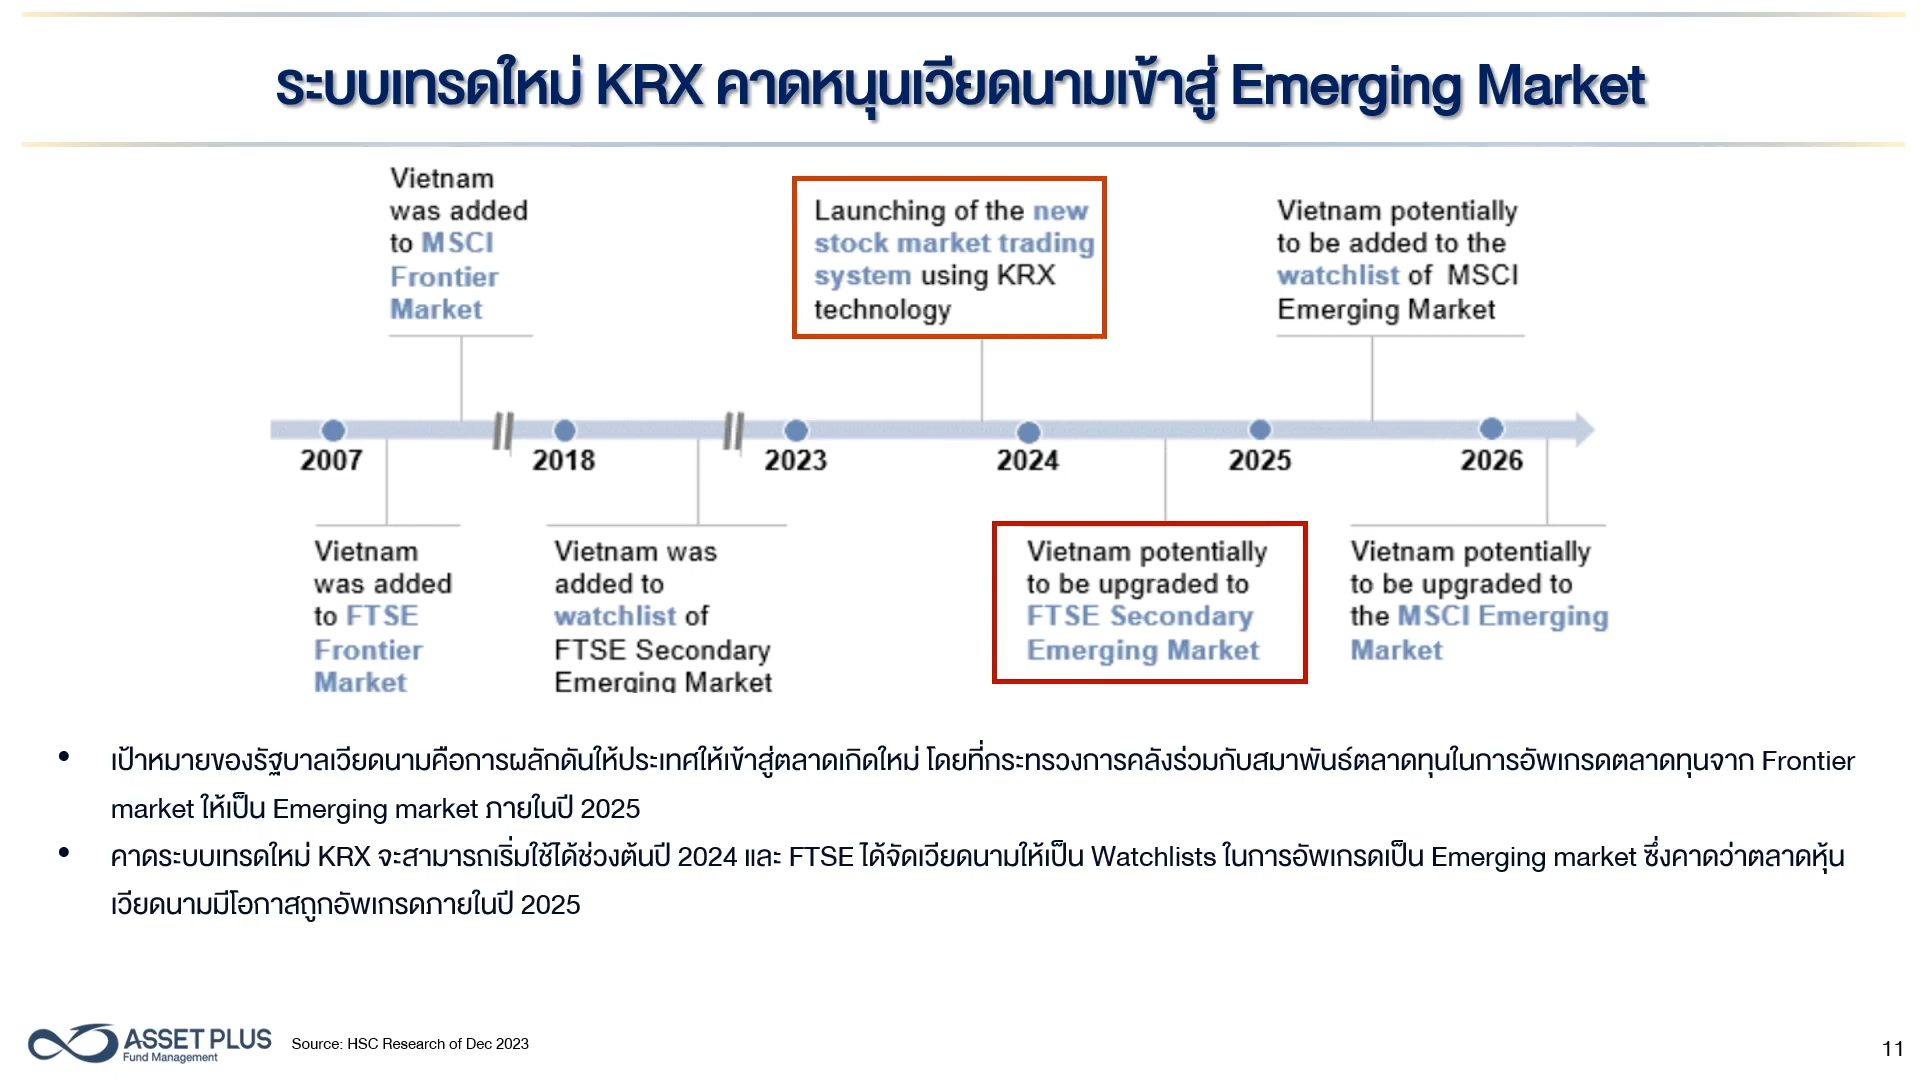 ระบบเทรดใหม่ KRX คาดหนุนเวียดนามเข้าสู่ Emerging Market
Vietnam
was added
to MSCI
Frontier
Market
Launching of the new
stock market trading
system using KRX
technology
Vietnam potentially
to be added to the
watchlist of MSCI
Emerging Market
2007
2018
2023
2024
2025
2026
Vietnam
was added
to FTSE
Frontier
Market
Vietnam was
added to
watchlist of
FTSE Secondary
Emerging Market
Vietnam potentially
to be upgraded to
FTSE Secondary
Emerging Market
Vietnam potentially
to be upgraded to
the MSCI Emerging
Market
• เป้าหมายของรัฐบาลเวียดนามคือการผลักดันให้ประเทศให้เข้าสู่ตลาดเกิดใหม่ โดยที่กระทรวงการคลังร่วมกับสมาพันธ์ตลาดทุนในการอัพเกรดตลาดทุนจาก Frontier
market ให้เป็น Emerging market ภายในปี 2025
• คาดระบบเทรดใหม่ KRX จะสามารถเริ่มใช้ได้ช่วงต้นปี 2024 และ FTSE ได้จัดเวียดนามให้เป็น Watchlists ในการอัพเกรดเป็น Emerging market ซึ่งคาดว่าตลาดหุ้น
เวียดนามมีโอกาสถูกอัพเกรดภายในปี 2025
ASSET PLUS
Fund Management
Source: HSC Research of Dec 2023
11